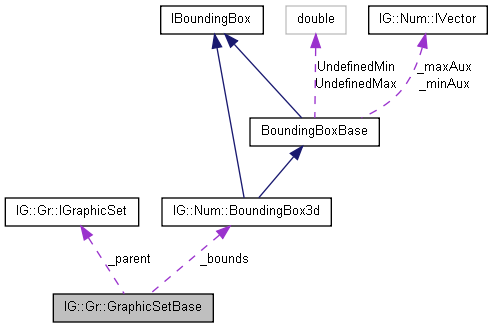 IBoundingBox
double
IG::Num::IVector
UndefinedMin
UndefinedMax
_maxAux
_minAux
BoundingBoxBase
IG::Gr::IGraphicSet
IG::Num::BoundingBox3d
_parent
_bounds
IG::Gr::GraphicSetBase